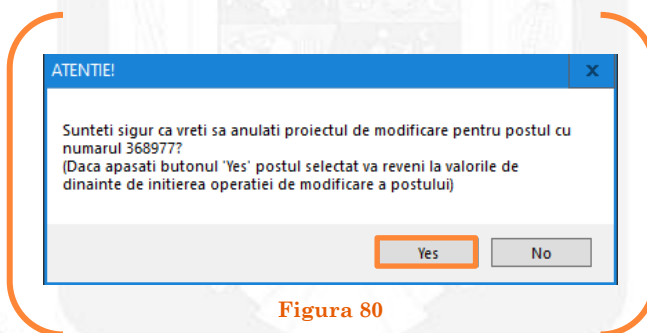 ATENTIE!
x
Sunteti sigur ca vreti sa anulati proiectul de modificare pentru postul cu
numarul 368977?
(Daca apasati butonul 'Yes' postul selectat va reveni la valorile de
dinainte de initierea operatiei de modificare a postului)
Yes
No
Figura 80